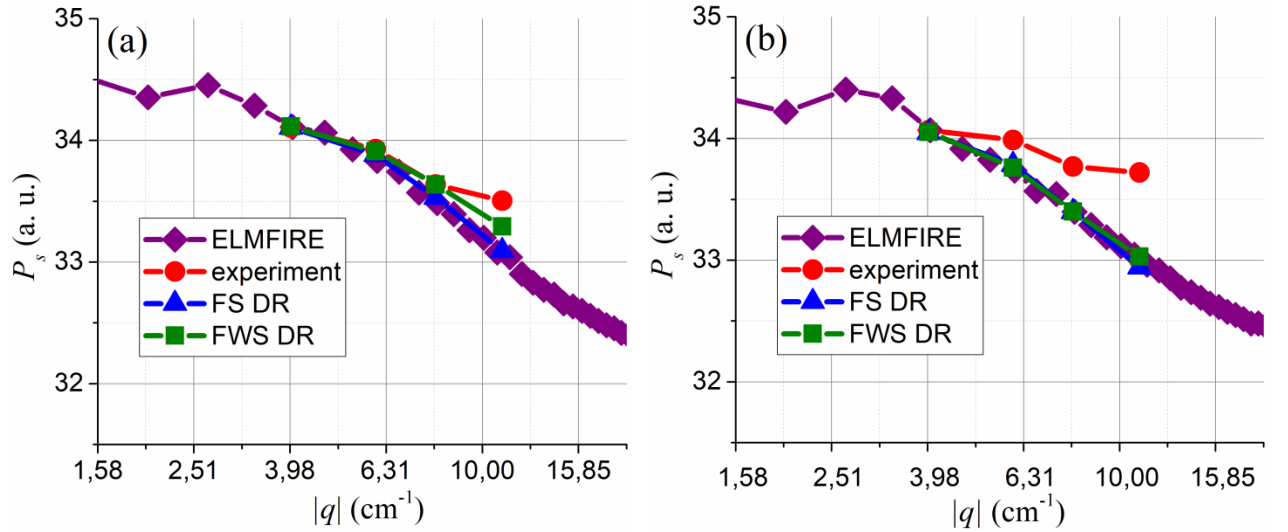 (a)
35
34
33
32
P_s (a. u.)
ELMFIRE
experiment
FS DR
FWS DR
1,58 2,51 3,98 6,31 10,00 15,85
|q| (cm⁻¹)
(b)
35
34
33
32
P_s (a. u.)
ELMFIRE
experiment
FS DR
FWS DR
1,58 2,51 3,98 6,31 10,00 15,85
|q| (cm⁻¹)